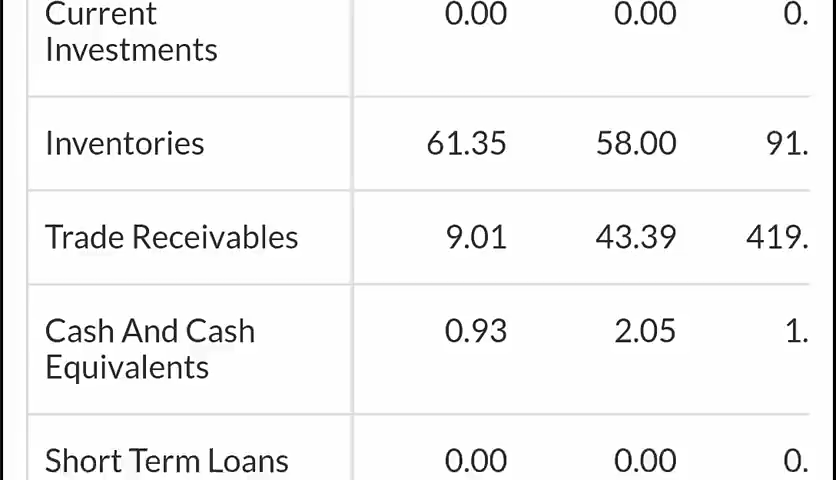 Current 0.00 0.00 0.
Investments
Inventories 61.35 58.00 91.
Trade Receivables 9.01 43.39 419.
Cash And Cash 0.93 2.05 1.
Equivalents
Short Term Loans 0.00 0.00 0.